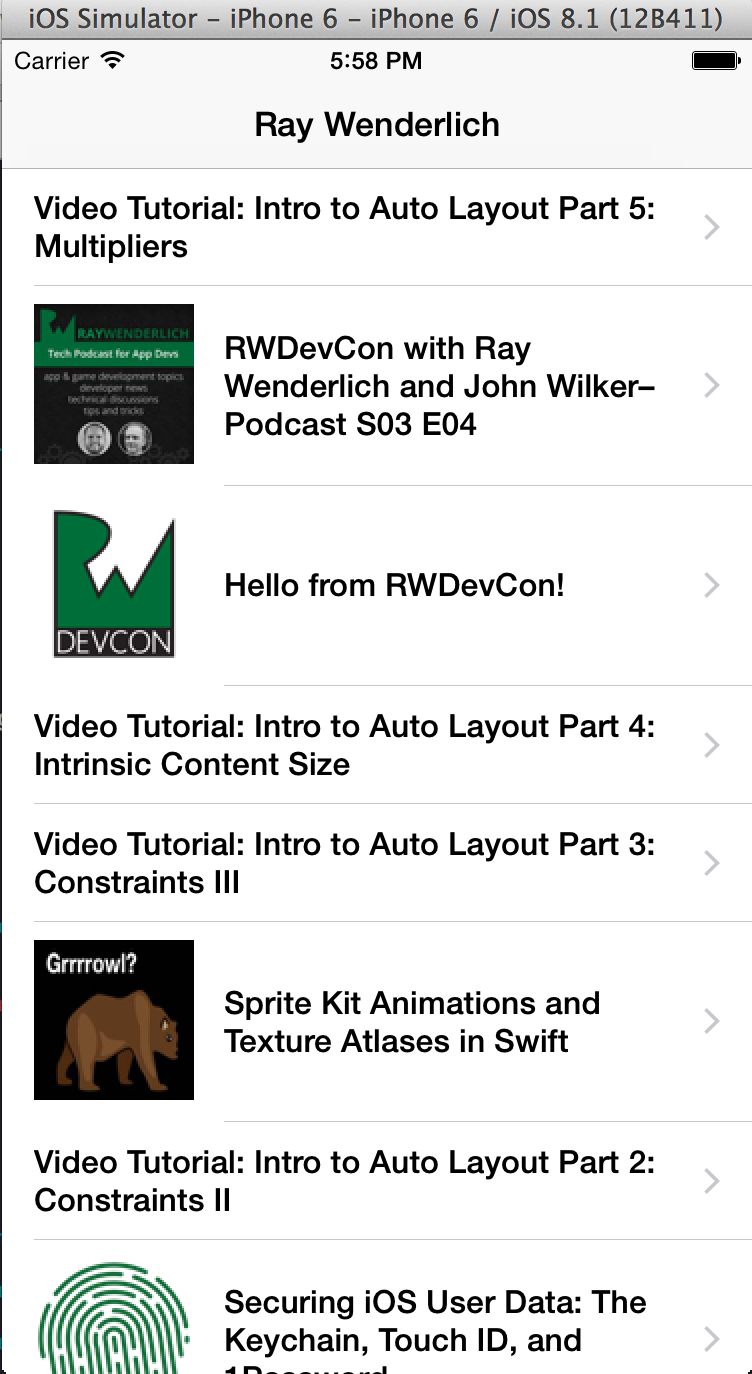 iOS Simulator – iPhone 6 – iPhone 6 / iOS 8.1 (12B411)
Carrier 5:58 PM
Ray Wenderlich
Video Tutorial: Intro to Auto Layout Part 5:
Multipliers
RAYWENDERLICH
Tech Podcast for App Devs
app & game development topics
developer news
technical discussions
tips and tricks
RWDevCon with Ray
Wenderlich and John Wilker–
Podcast S03 E04
RW
DEVCON
Hello from RWDevCon!
Video Tutorial: Intro to Auto Layout Part 4:
Intrinsic Content Size
Video Tutorial: Intro to Auto Layout Part 3:
Constraints III
Grrrrowl?
Sprite Kit Animations and
Texture Atlases in Swift
Video Tutorial: Intro to Auto Layout Part 2:
Constraints II
Securing iOS User Data: The
Keychain, Touch ID, and
1Password